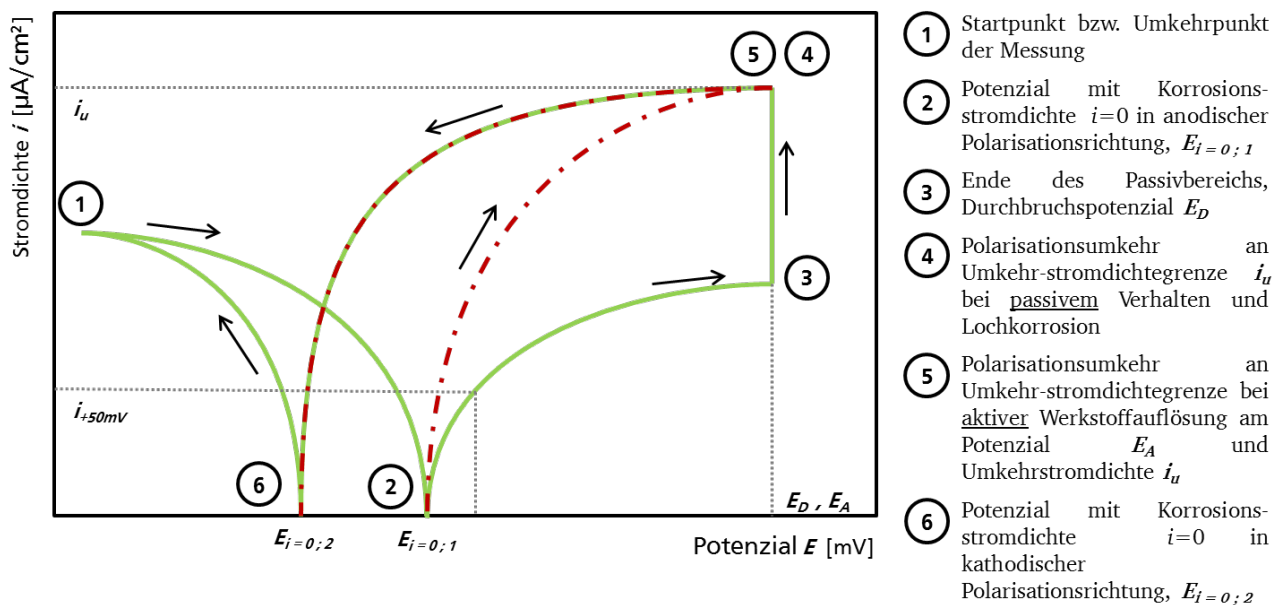 Stromdichte i [µA/cm²]
i_u
5 4
1
3
i_+50mV
6 2
E_D , E_A
E_i = 0 ; 2 E_i = 0 ; 1
Potenzial E [mV]
1 Startpunkt bzw. Umkehrpunkt
der Messung
2 Potenzial mit Korrosions-
stromdichte i=0 in anodischer
Polarisationsrichtung, E_i = 0 ; 1
3 Ende des Passivbereichs,
Durchbruchspotenzial E_D
4 Polarisationsumkehr an
Umkehr-stromdichtegrenze i_u
bei passivem Verhalten und
Lochkorrosion
5 Polarisationsumkehr an
Umkehr-stromdichtegrenze bei
aktiver Werkstoffauflösung am
Potenzial E_A und
Umkehrstromdichte i_u
6 Potenzial mit Korrosions-
stromdichte i=0 in
kathodischer
Polarisationsrichtung, E_i = 0 ; 2